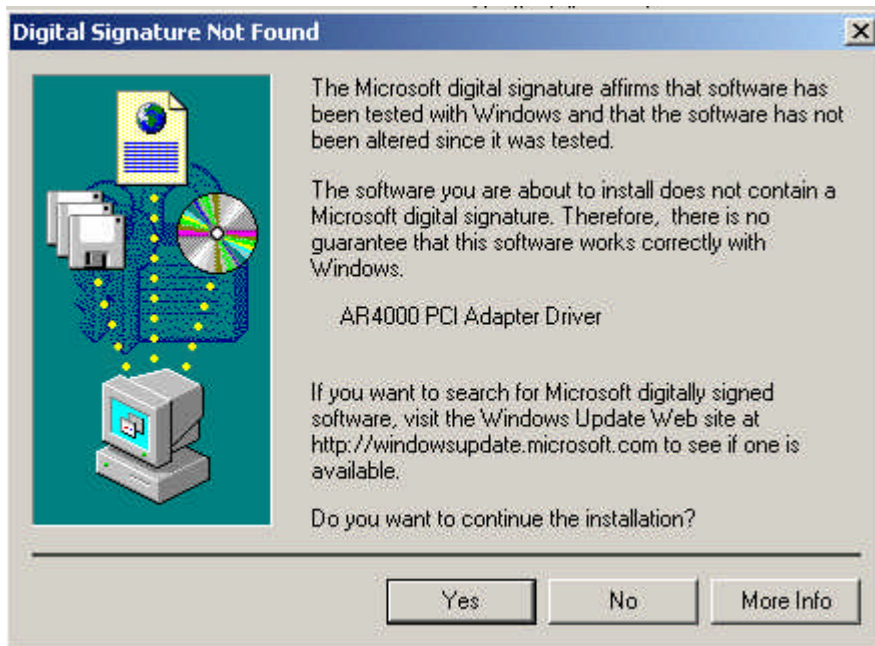 Digital Signature Not Found
The Microsoft digital signature affirms that software has
been tested with Windows and that the software has not
been altered since it was tested.
The software you are about to install does not contain a
Microsoft digital signature. Therefore, there is no
guarantee that this software works correctly with
Windows.
AR4000 PCI Adapter Driver
If you want to search for Microsoft digitally signed
software, visit the Windows Update Web site at
http://windowsupdate.microsoft.com to see if one is
available.
Do you want to continue the installation?
Yes
No
More Info